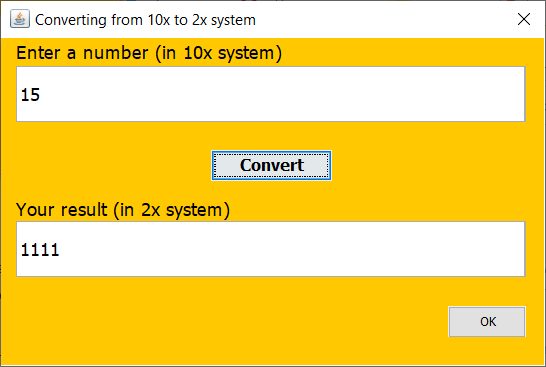 Converting from 10x to 2x system
Enter a number (in 10x system)
15
Convert
Your result (in 2x system)
1111
OK